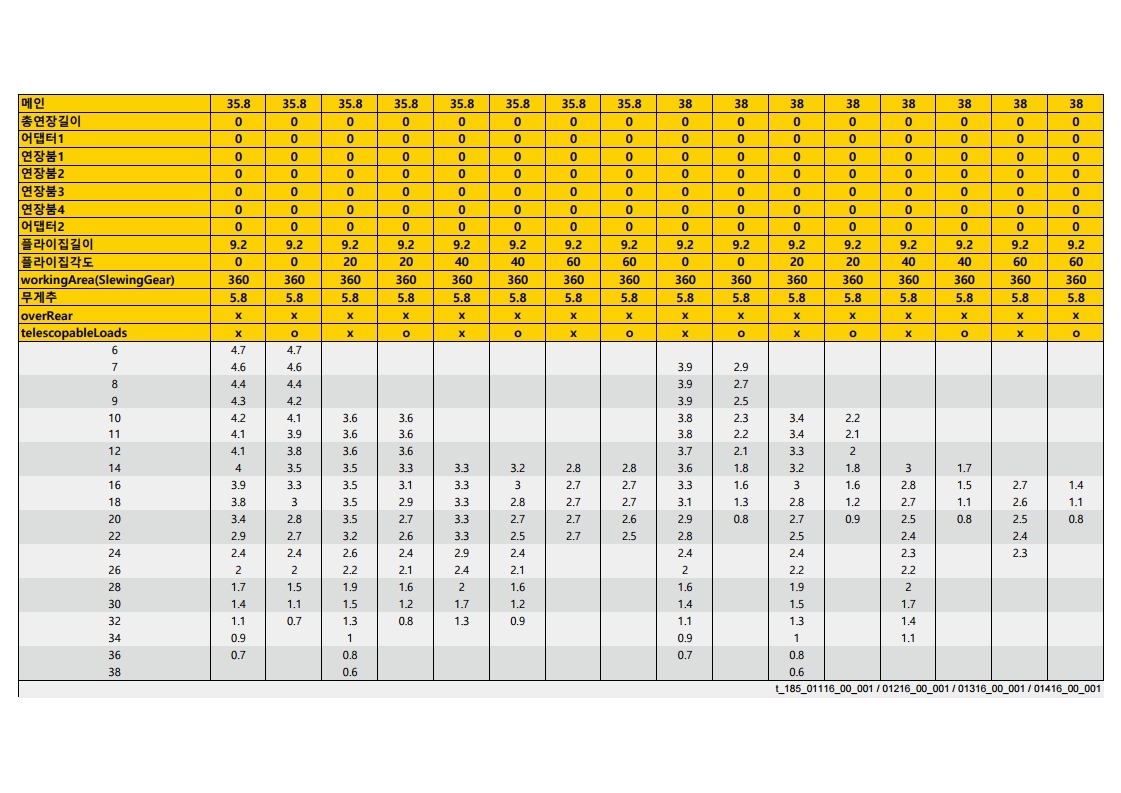 메인 35.8 35.8 35.8 35.8 35.8 35.8 35.8 35.8 38 38 38 38 38 38 38 38
총연장길이 0 0 0 0 0 0 0 0 0 0 0 0 0 0 0 0
어댑터1 0 0 0 0 0 0 0 0 0 0 0 0 0 0 0 0
연장붐1 0 0 0 0 0 0 0 0 0 0 0 0 0 0 0 0
연장붐2 0 0 0 0 0 0 0 0 0 0 0 0 0 0 0 0
연장붐3 0 0 0 0 0 0 0 0 0 0 0 0 0 0 0 0
연장붐4 0 0 0 0 0 0 0 0 0 0 0 0 0 0 0 0
어댑터2 0 0 0 0 0 0 0 0 0 0 0 0 0 0 0 0
플라이집길이 9.2 9.2 9.2 9.2 9.2 9.2 9.2 9.2 9.2 9.2 9.2 9.2 9.2 9.2 9.2 9.2
플라이집각도 0 0 20 20 40 40 60 60 0 0 20 20 40 40 60 60
workingArea(SlewingGear) 360 360 360 360 360 360 360 360 360 360 360 360 360 360 360 360
무게추 5.8 5.8 5.8 5.8 5.8 5.8 5.8 5.8 5.8 5.8 5.8 5.8 5.8 5.8 5.8 5.8
overRear x x x x x x x x x x x x x x x x
telescopableLoads x o x o x o x o x o x o x o x o
6 4.7 4.7
7 4.6 4.6 3.9 2.9
8 4.4 4.4 3.9 2.7
9 4.3 4.2 3.9 2.5
10 4.2 4.1 3.6 3.6 3.8 2.3 3.4 2.2
11 4.1 3.9 3.6 3.6 3.8 2.2 3.4 2.1
12 4.1 3.8 3.6 3.6 3.7 2.1 3.3 2
14 4 3.5 3.5 3.3 3.3 3.2 2.8 2.8 3.6 1.8 3.2 1.8 3 1.7
16 3.9 3.3 3.5 3.1 3.3 3 2.7 2.7 3.3 1.6 3 1.6 2.8 1.5 2.7 1.4
18 3.8 3 3.5 2.9 3.3 2.8 2.7 2.7 3.1 1.3 2.8 1.2 2.7 1.1 2.6 1.1
20 3.4 2.8 3.5 2.7 3.3 2.7 2.7 2.6 2.9 0.8 2.7 0.9 2.5 0.8 2.5 0.8
22 2.9 2.7 3.2 2.6 3.3 2.5 2.7 2.5 2.8 2.5 2.4 2.4
24 2.4 2.4 2.6 2.4 2.9 2.4 2.4 2.4 2.3 2.3
26 2 2 2.2 2.1 2.4 2.1 2 2.2 2.2
28 1.7 1.5 1.9 1.6 2 1.6 1.6 1.9 2
30 1.4 1.1 1.5 1.2 1.7 1.2 1.4 1.5 1.7
32 1.1 0.7 1.3 0.8 1.3 0.9 1.1 1.3 1.4
34 0.9 1 0.9 1 1.1
36 0.7 0.8 0.7 0.8
38 0.6 0.6
t_185_01116_00_001 / 01216_00_001 / 01316_00_001 / 01416_00_001